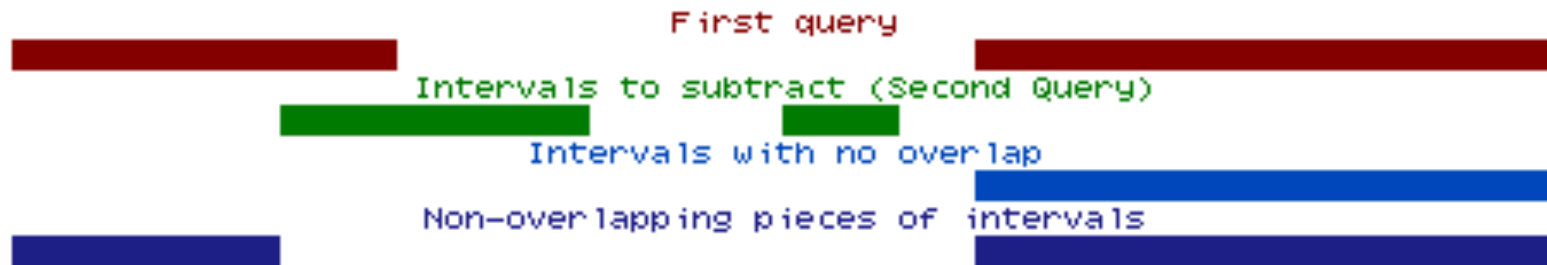 First query
Intervals to subtract (Second Query)
Intervals with no overlap
Non-overlapping pieces of intervals